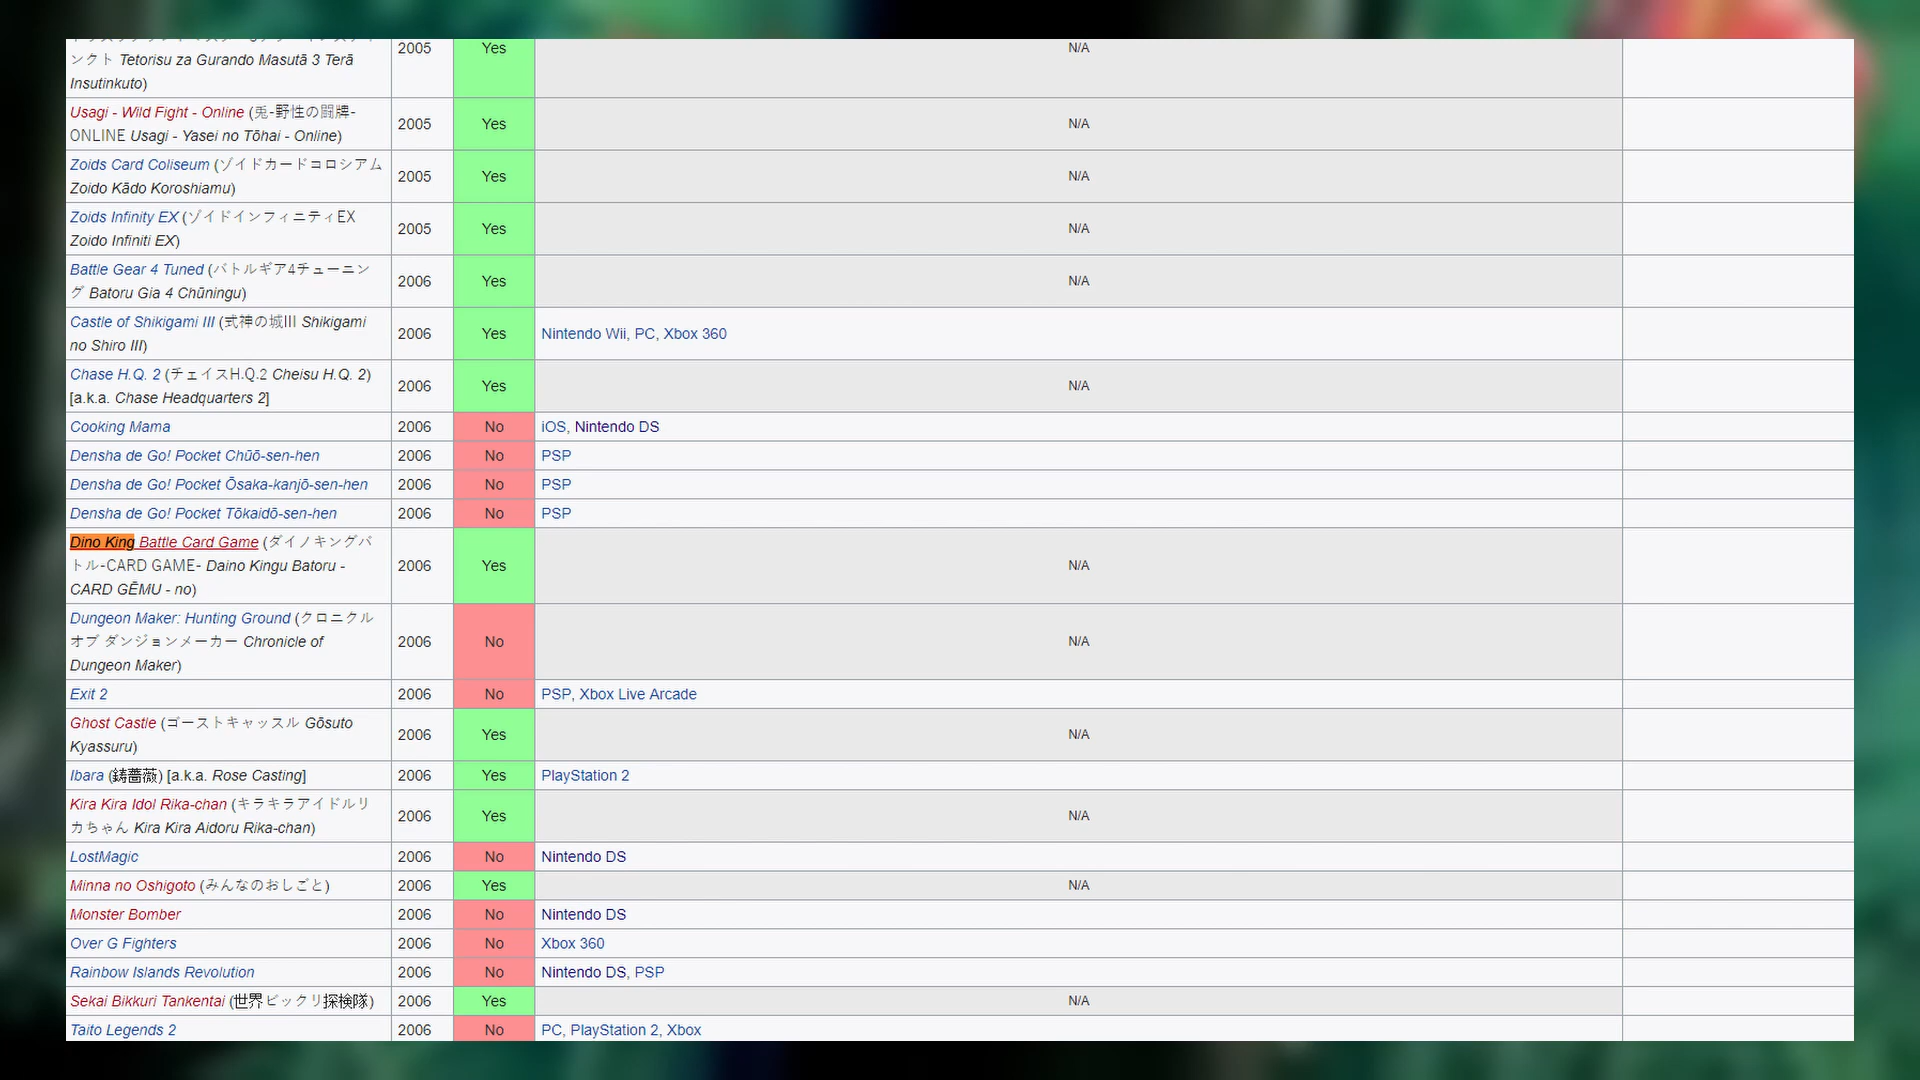 ンクト Tetorisu za Gurando Masutā 3 Terā
Insutinkuto)
2005
Yes
N/A
Usagi - Wild Fight - Online (兎-野性の闘牌-
ONLINE Usagi - Yasei no Tōhai - Online)
2005
Yes
N/A
Zoids Card Coliseum (ゾイドカードコロシアム
Zoido Kādo Koroshiamu)
2005
Yes
N/A
Zoids Infinity EX (ゾイドインフィニティEX
Zoido Infiniti EX)
2005
Yes
N/A
Battle Gear 4 Tuned (バトルギア4チューニン
グ Batoru Gia 4 Chūningu)
2006
Yes
N/A
Castle of Shikigami III (式神の城III Shikigami
no Shiro III)
2006
Yes
Nintendo Wii, PC, Xbox 360
Chase H.Q. 2 (チェイスH.Q.2 Cheisu H.Q. 2)
[a.k.a. Chase Headquarters 2]
2006
Yes
N/A
Cooking Mama
2006
No
iOS, Nintendo DS
Densha de Go! Pocket Chūō-sen-hen
2006
No
PSP
Densha de Go! Pocket Ōsaka-kanjō-sen-hen
2006
No
PSP
Densha de Go! Pocket Tōkaidō-sen-hen
2006
No
PSP
Dino King Battle Card Game (ダイノキングバ
トル-CARD GAME- Daino Kingu Batoru -
CARD GĒMU - no)
2006
Yes
N/A
Dungeon Maker: Hunting Ground (クロニクル
オブ ダンジョンメーカー Chronicle of
Dungeon Maker)
2006
No
N/A
Exit 2
2006
No
PSP, Xbox Live Arcade
Ghost Castle (ゴーストキャッスル Gōsuto
Kyassuru)
2006
Yes
N/A
Ibara (鋳薔薇) [a.k.a. Rose Casting]
2006
Yes
PlayStation 2
Kira Kira Idol Rika-chan (キラキラアイドルリ
カちゃん Kira Kira Aidoru Rika-chan)
2006
Yes
N/A
LostMagic
2006
No
Nintendo DS
Minna no Oshigoto (みんなのおしごと)
2006
Yes
N/A
Monster Bomber
2006
No
Nintendo DS
Over G Fighters
2006
No
Xbox 360
Rainbow Islands Revolution
2006
No
Nintendo DS, PSP
Sekai Bikkuri Tankentai (世界ビックリ探検隊)
2006
Yes
N/A
Taito Legends 2
2006
No
PC, PlayStation 2, Xbox